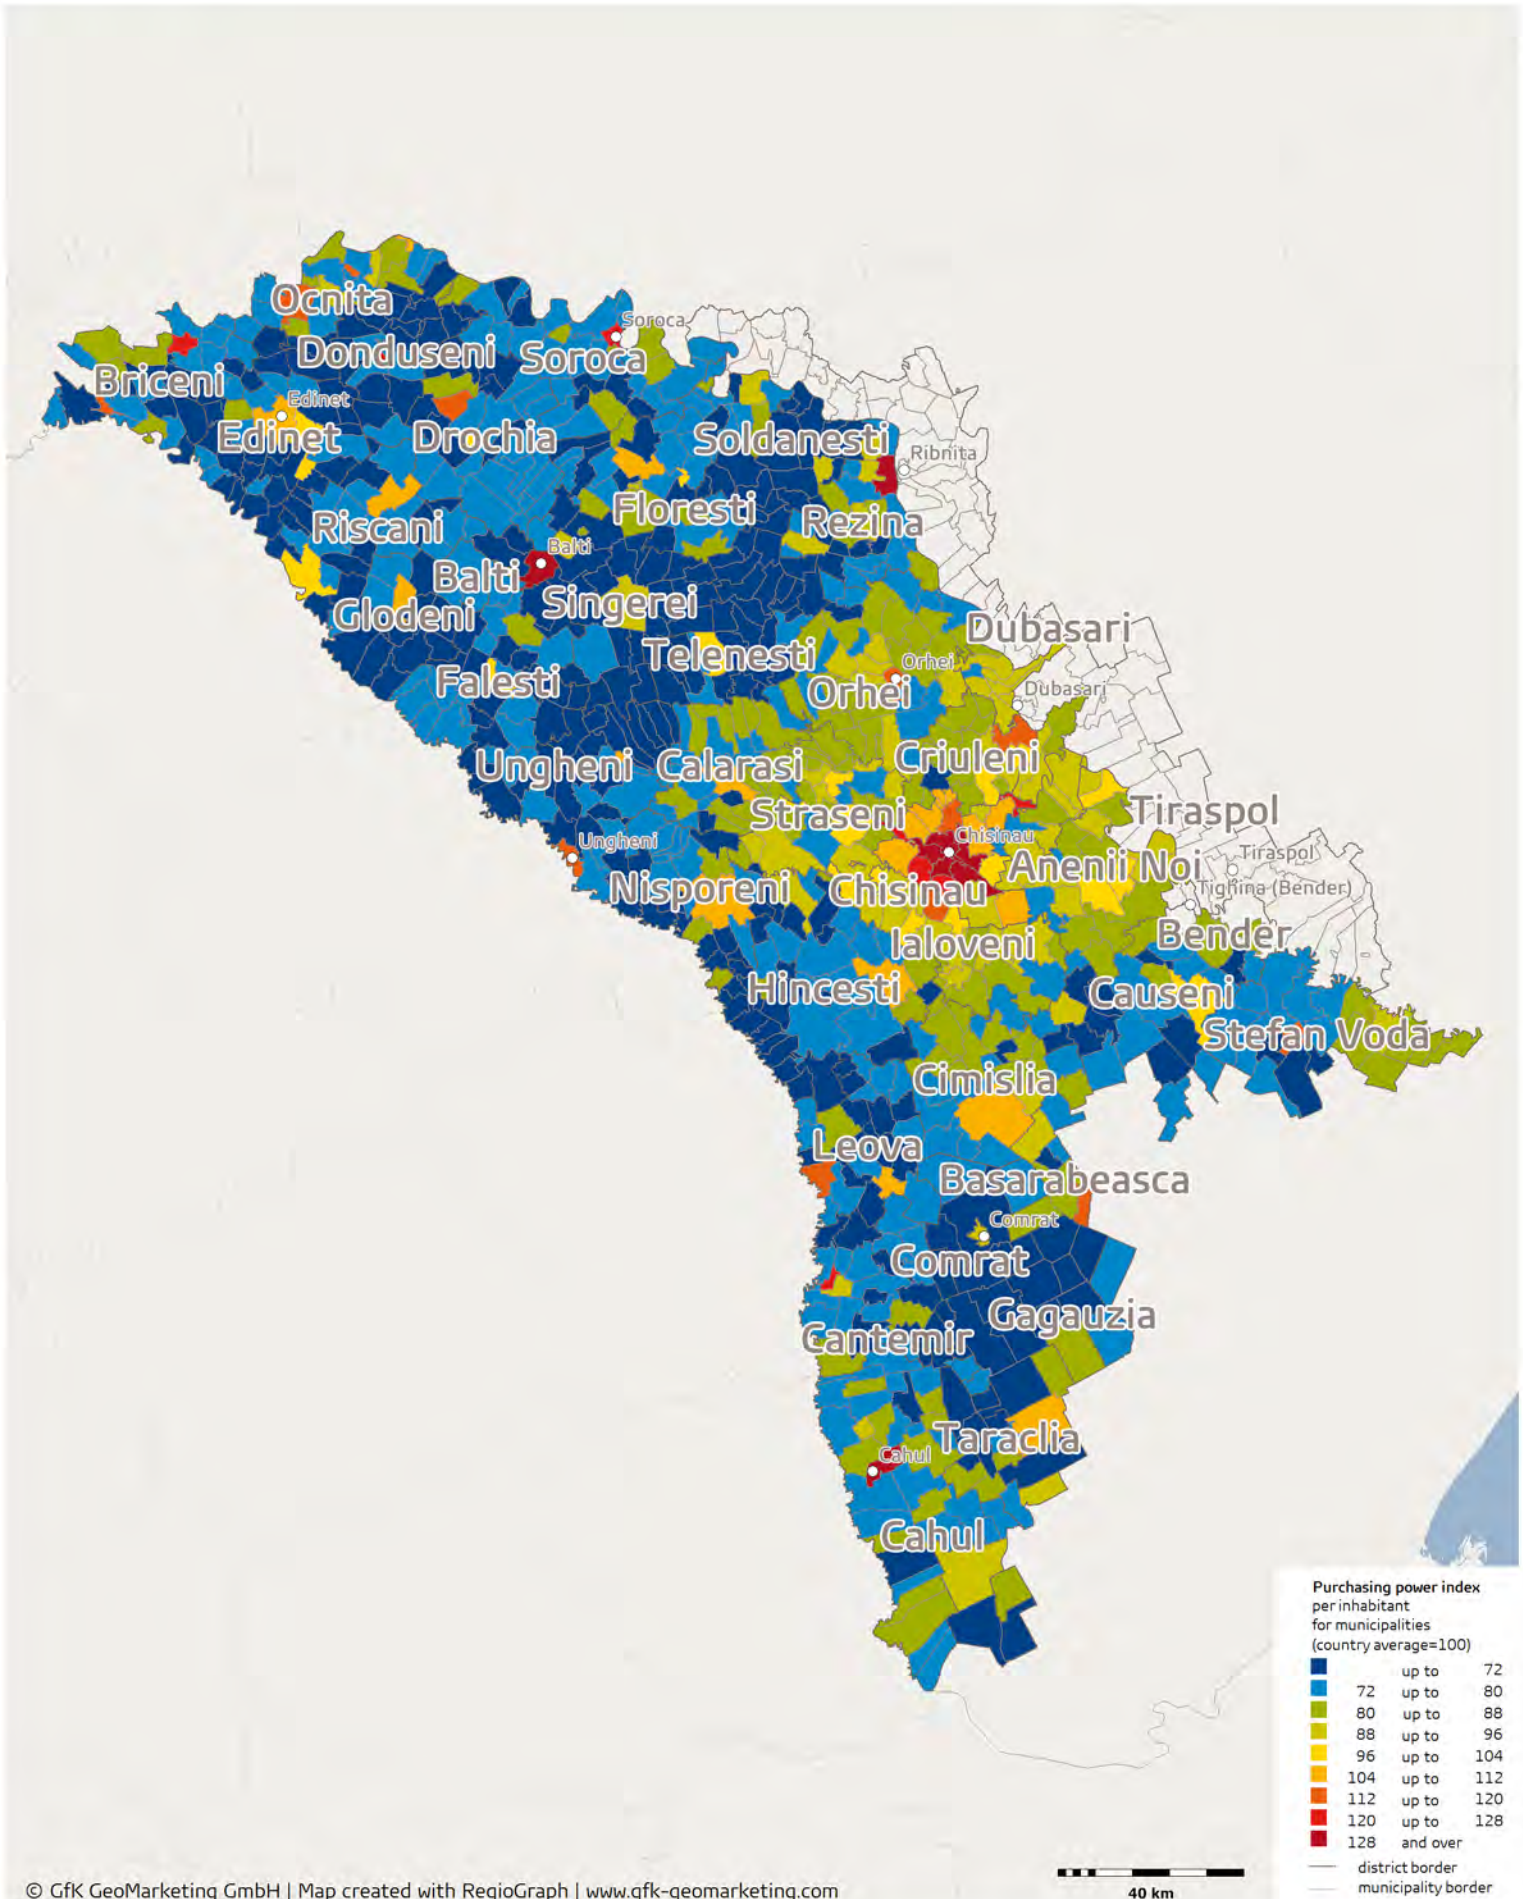 Soroca
Ocnita
Donduseni
Soroca
Briceni
Edinet
Edinet
Drochia
Soldanesti
Ribnita
Floresti
Riscani
Rezina
Balti
Balti
Singerei
Glodeni
Dubasari
Telenesti
Orhei
Falesti
Orhei
Dubasari
Ungheni
Calarasi
Criuleni
Straseni
Tiraspol
Chisinau
Ungheni
Tiraspol
Anenii Noi
Nisporeni
Chisinau
Tighina (Bender)
Ialoveni
Bender
Hincesti
Causeni
Stefan Voda
Cimislia
Leova
Basarabeasca
Comrat
Comrat
Gagauzia
Cantemir
Taraclia
Cahul
Cahul
Purchasing power index
per inhabitant
for municipalities
(country average=100)
up to 72
72 up to 80
80 up to 88
88 up to 96
96 up to 104
104 up to 112
112 up to 120
120 up to 128
128 and over
district border
municipality border
40 km
© GfK GeoMarketing GmbH | Map created with RegioGraph | www.gfk-geomarketing.com